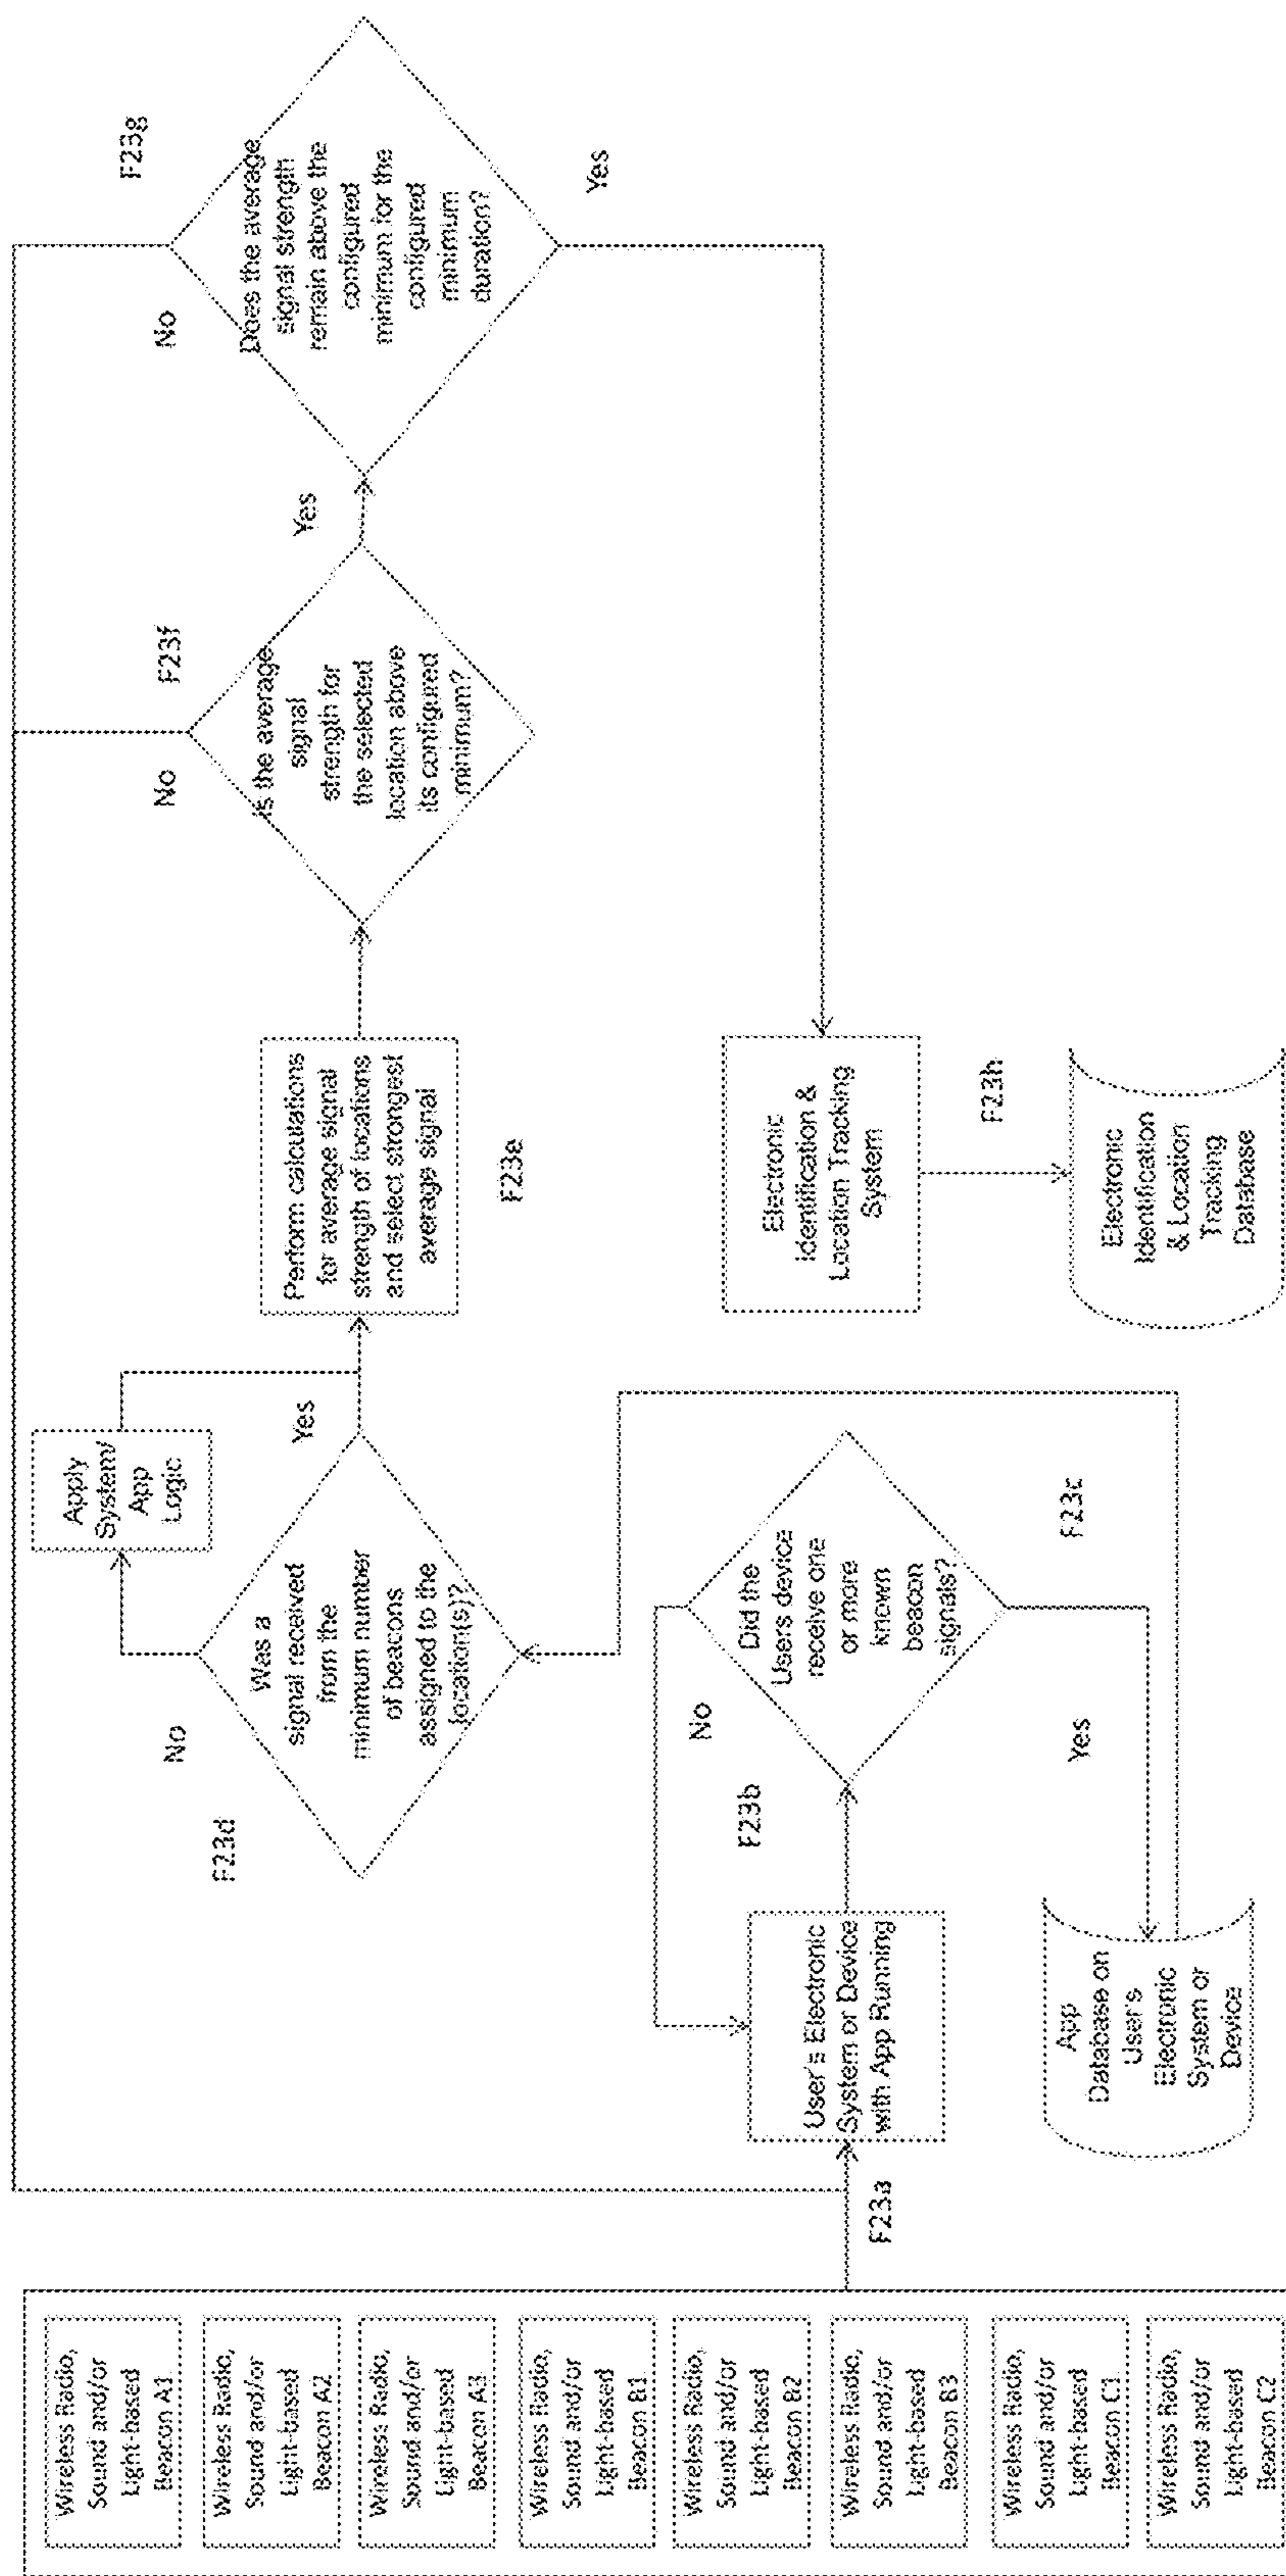 Wireless Radio,
Sound and/or
Light-based
Beacon A1
Wireless Radio,
Sound and/or
Light-based
Beacon A2
Wireless Radio,
Sound and/or
Light-based
Beacon A3
Wireless Radio,
Sound and/or
Light-based
Beacon B1
Wireless Radio,
Sound and/or
Light-based
Beacon B2
Wireless Radio,
Sound and/or
Light-based
Beacon B3
Wireless Radio,
Sound and/or
Light-based
Beacon C1
Wireless Radio,
Sound and/or
Light-based
Beacon C2
F23a
User's Electronic
System or Device
with App Running
F23b
No
Did the
Users device
receive one
or more
known
beacon
signals?
F23c
Yes
App
Database on
User's
Electronic
System or
Device
F23d
No
Was a
signal received
from the
minimum number
of beacons
assigned to the
location(s)?
Yes
Apply
System/
App
Logic
Perform calculations
for average signal
strength of locations
and select strongest
average signal
F23e
No
F23f
Is the average
signal
strength for
the selected
location above
its configured
minimum?
Yes
No
F23g
Does the average
signal strength
remain above the
configured
minimum for the
configured
minimum
duration?
Yes
Electronic
Identification &
Location Tracking
System
F23h
Electronic
Identification
& Location
Tracking
Database